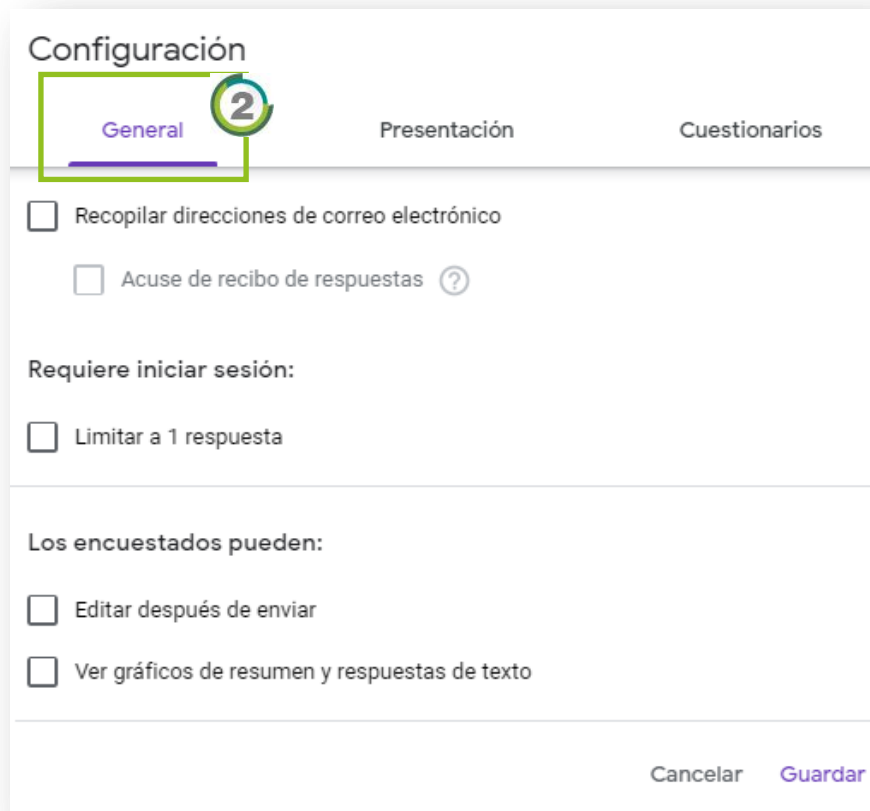 Configuración
General
2
Presentación
Cuestionarios
Recopilar direcciones de correo electrónico
Acuse de recibo de respuestas ?
Requiere iniciar sesión:
Limitar a 1 respuesta
Los encuestados pueden:
Editar después de enviar
Ver gráficos de resumen y respuestas de texto
Cancelar Guardar